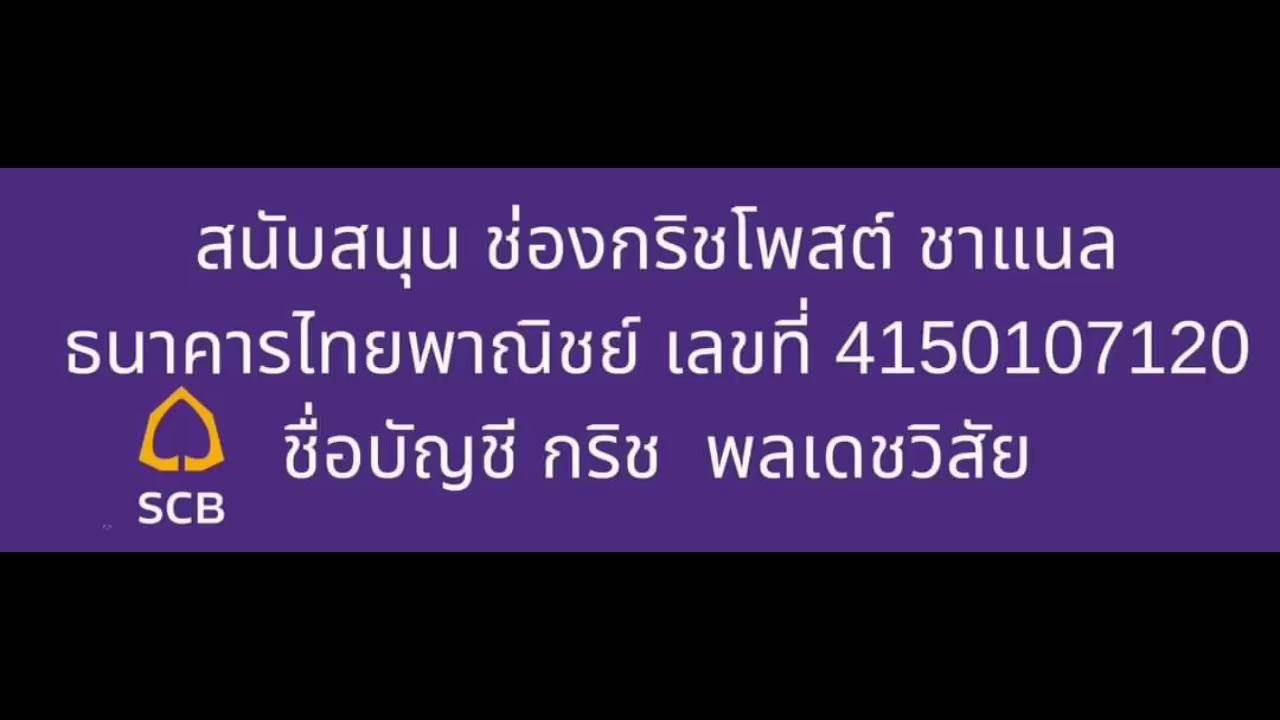 สนับสนุน ช่องกริชโพสต์ ชาแนล
ธนาคารไทยพาณิชย์ เลขที่ 4150107120
ชื่อบัญชี กริช พลเดชวิสัย
SCB